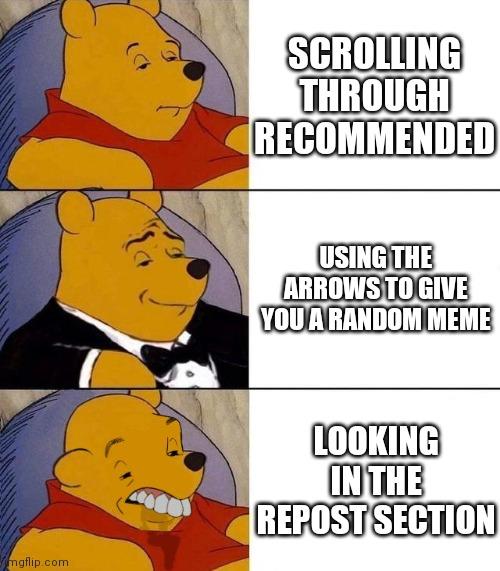 SCROLLING
THROUGH
RECOMMENDED
USING THE
ARROWS TO GIVE
YOU A RANDOM MEME
LOOKING
IN THE
REPOST SECTION
imgflip.com